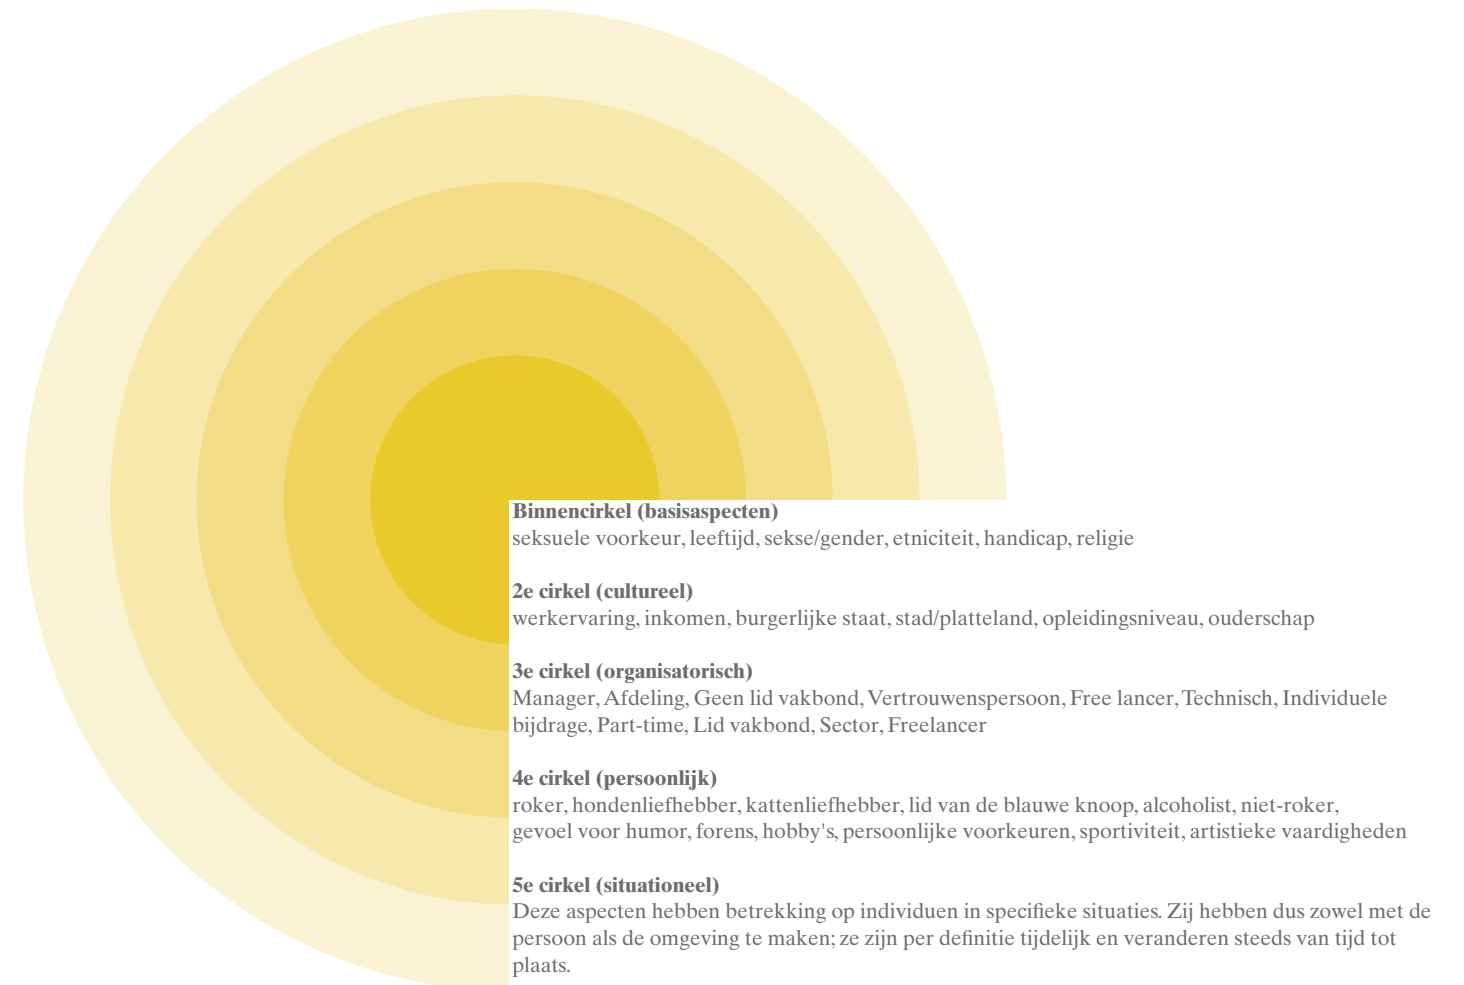 Binnencirkel (basisaspecten)
seksuele voorkeur, leeftijd, sekse/gender, etniciteit, handicap, religie
2e cirkel (cultureel)
werkervaring, inkomen, burgerlijke staat, stad/platteland, opleidingsniveau, ouderschap
3e cirkel (organisatorisch)
Manager, Afdeling, Geen lid vakbond, Vertrouwenspersoon, Free lancer, Technisch, Individuele
bijdrage, Part-time, Lid vakbond, Sector, Freelancer
4e cirkel (persoonlijk)
roker, hondenliefhebber, kattenliefhebber, lid van de blauwe knoop, alcoholist, niet-roker,
gevoel voor humor, forens, hobby's, persoonlijke voorkeuren, sportiviteit, artistieke vaardigheden
5e cirkel (situationeel)
Deze aspecten hebben betrekking op individuen in specifieke situaties. Zij hebben dus zowel met de
persoon als de omgeving te maken; ze zijn per definitie tijdelijk en veranderen steeds van tijd tot
plaats.